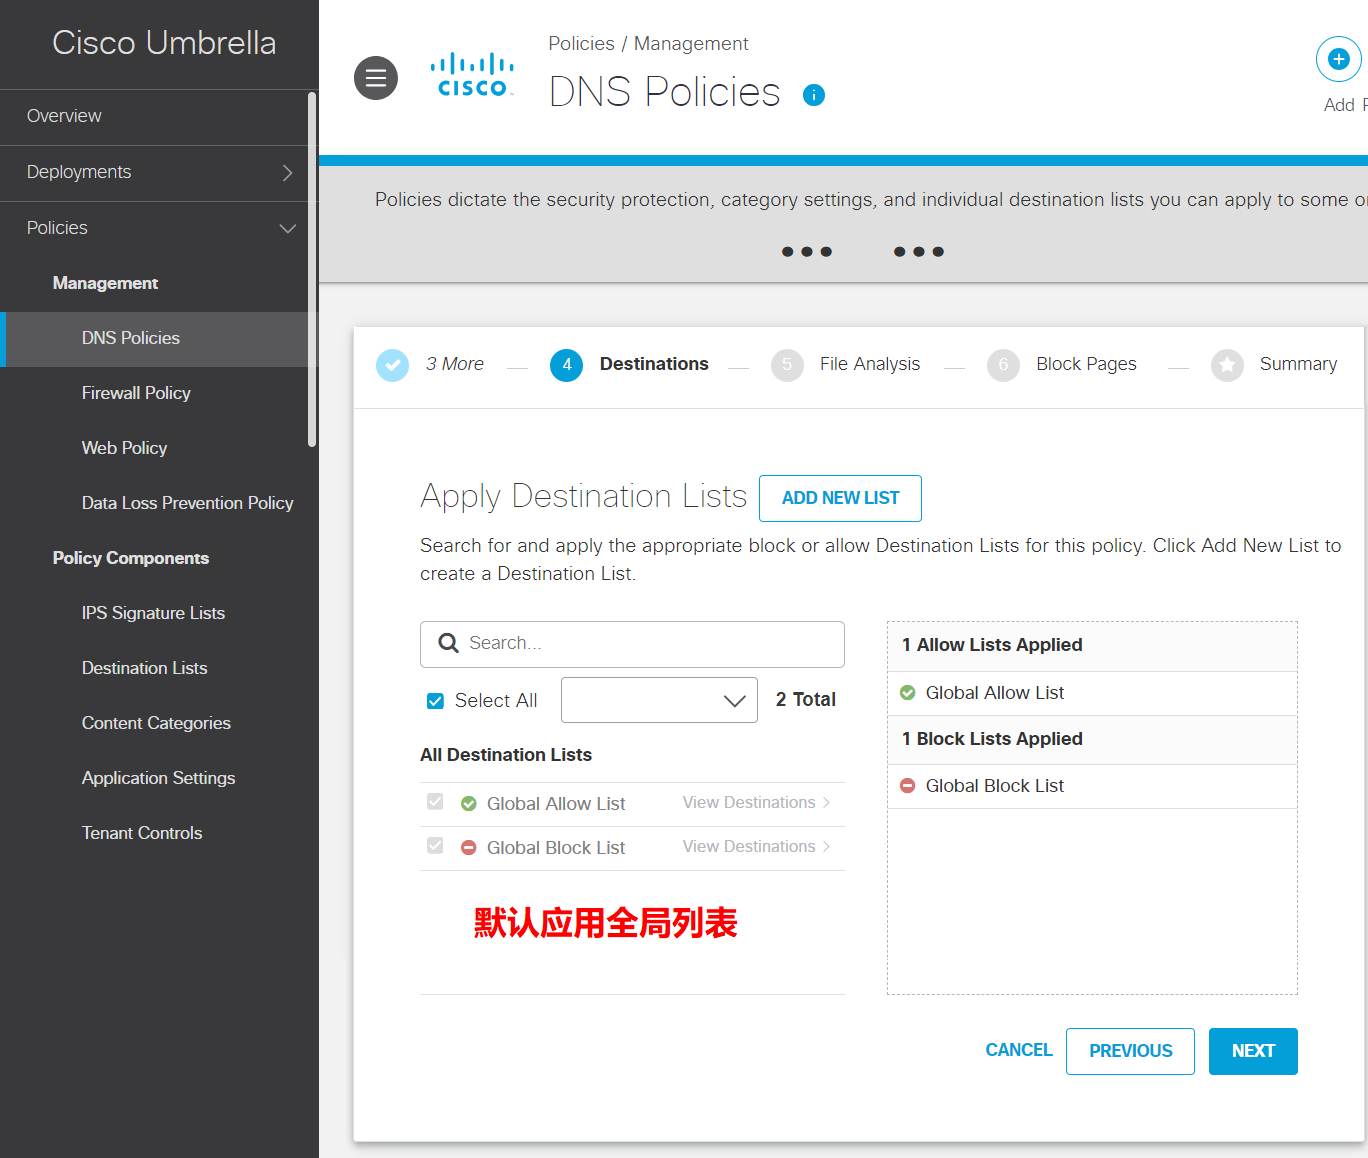 Cisco Umbrella
Overview
Deployments
Policies
Management
DNS Policies
Firewall Policy
Web Policy
Data Loss Prevention Policy
Policy Components
IPS Signature Lists
Destination Lists
Content Categories
Application Settings
Tenant Controls
CISCO
Policies / Management
DNS Policies
Add
Policies dictate the security protection, category settings, and individual destination lists you can apply to some
3 More
4 Destinations
5 File Analysis
6 Block Pages
Summary
Apply Destination Lists
ADD NEW LIST
Search for and apply the appropriate block or allow Destination Lists for this policy. Click Add New List to
create a Destination List.
Search...
Select All
2 Total
All Destination Lists
Global Allow List View Destinations
Global Block List View Destinations
默认应用全局列表
1 Allow Lists Applied
Global Allow List
1 Block Lists Applied
Global Block List
CANCEL
PREVIOUS
NEXT